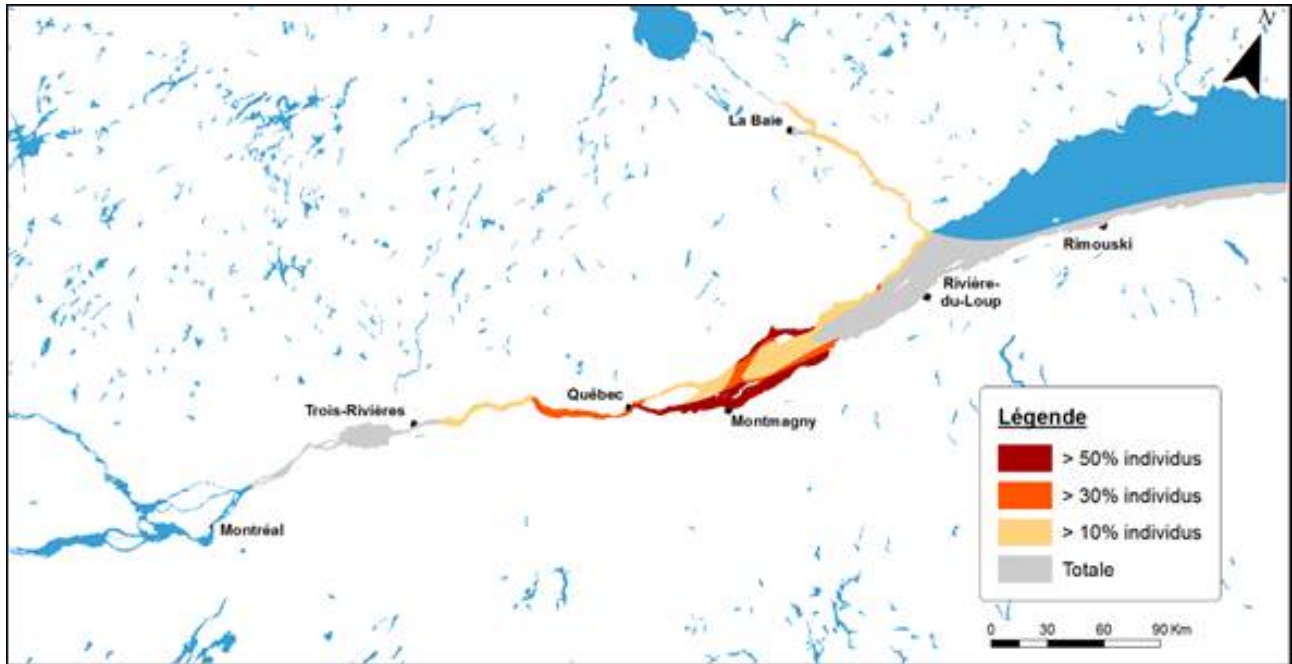 N
La Baie
Rimouski
Rivière-
du-Loup
Québec
Trois-Rivières
Montmagny
Montréal
Légende
> 50% individus
> 30% individus
> 10% individus
Totale
0 30 60 90 Km